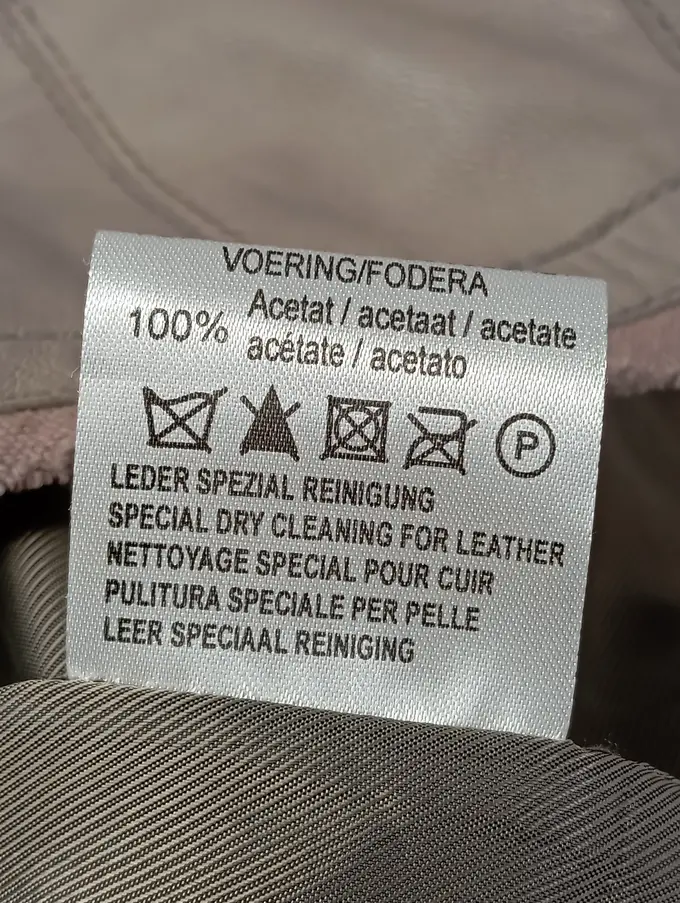 VOERING/FODERA
100% Acetat / acetaat / acetate
acétate / acetato
P
LEDER SPEZIAL REINIGUNG
SPECIAL DRY CLEANING FOR LEATHER
NETTOYAGE SPECIAL POUR CUIR
PULITURA SPECIALE PER PELLE
LEER SPECIAAL REINIGING